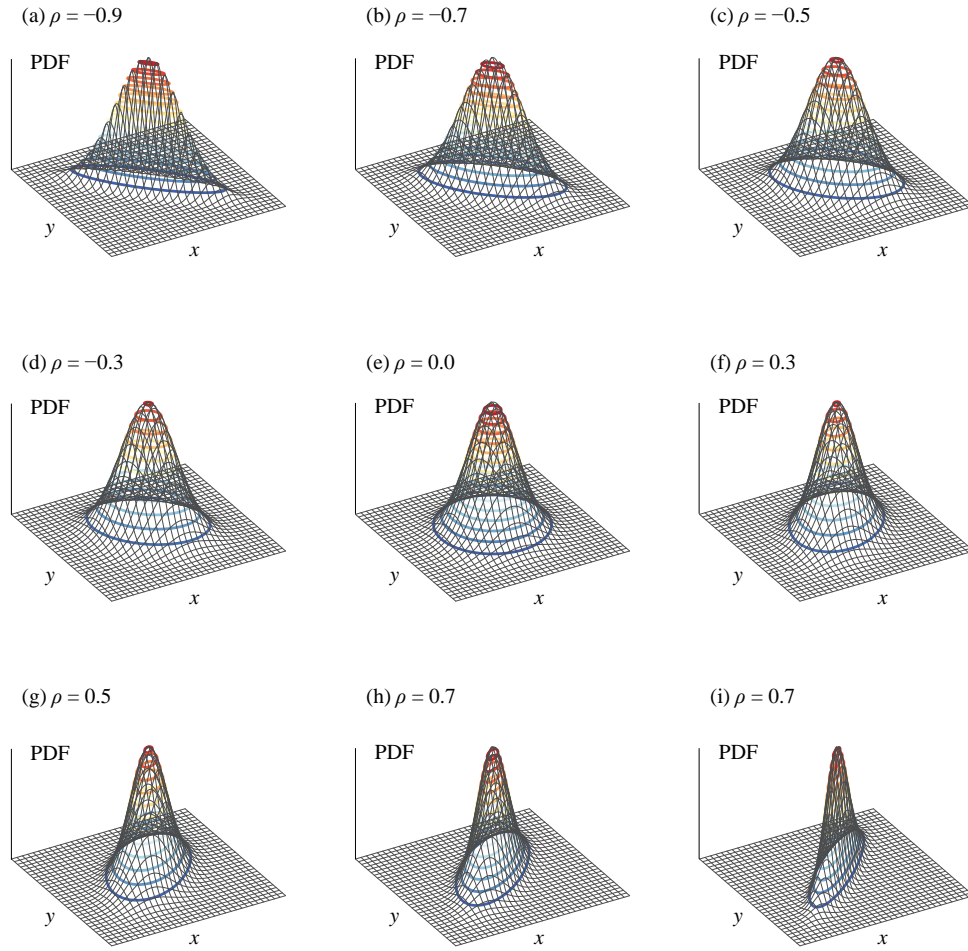 (a) ρ = −0.9
(b) ρ = −0.7
(c) ρ = −0.5
PDF
PDF
PDF
y
x
y
x
y
x
(d) ρ = −0.3
(e) ρ = 0.0
(f) ρ = 0.3
PDF
PDF
PDF
y
x
y
x
y
x
(g) ρ = 0.5
(h) ρ = 0.7
(i) ρ = 0.7
PDF
PDF
PDF
y
x
y
x
y
x